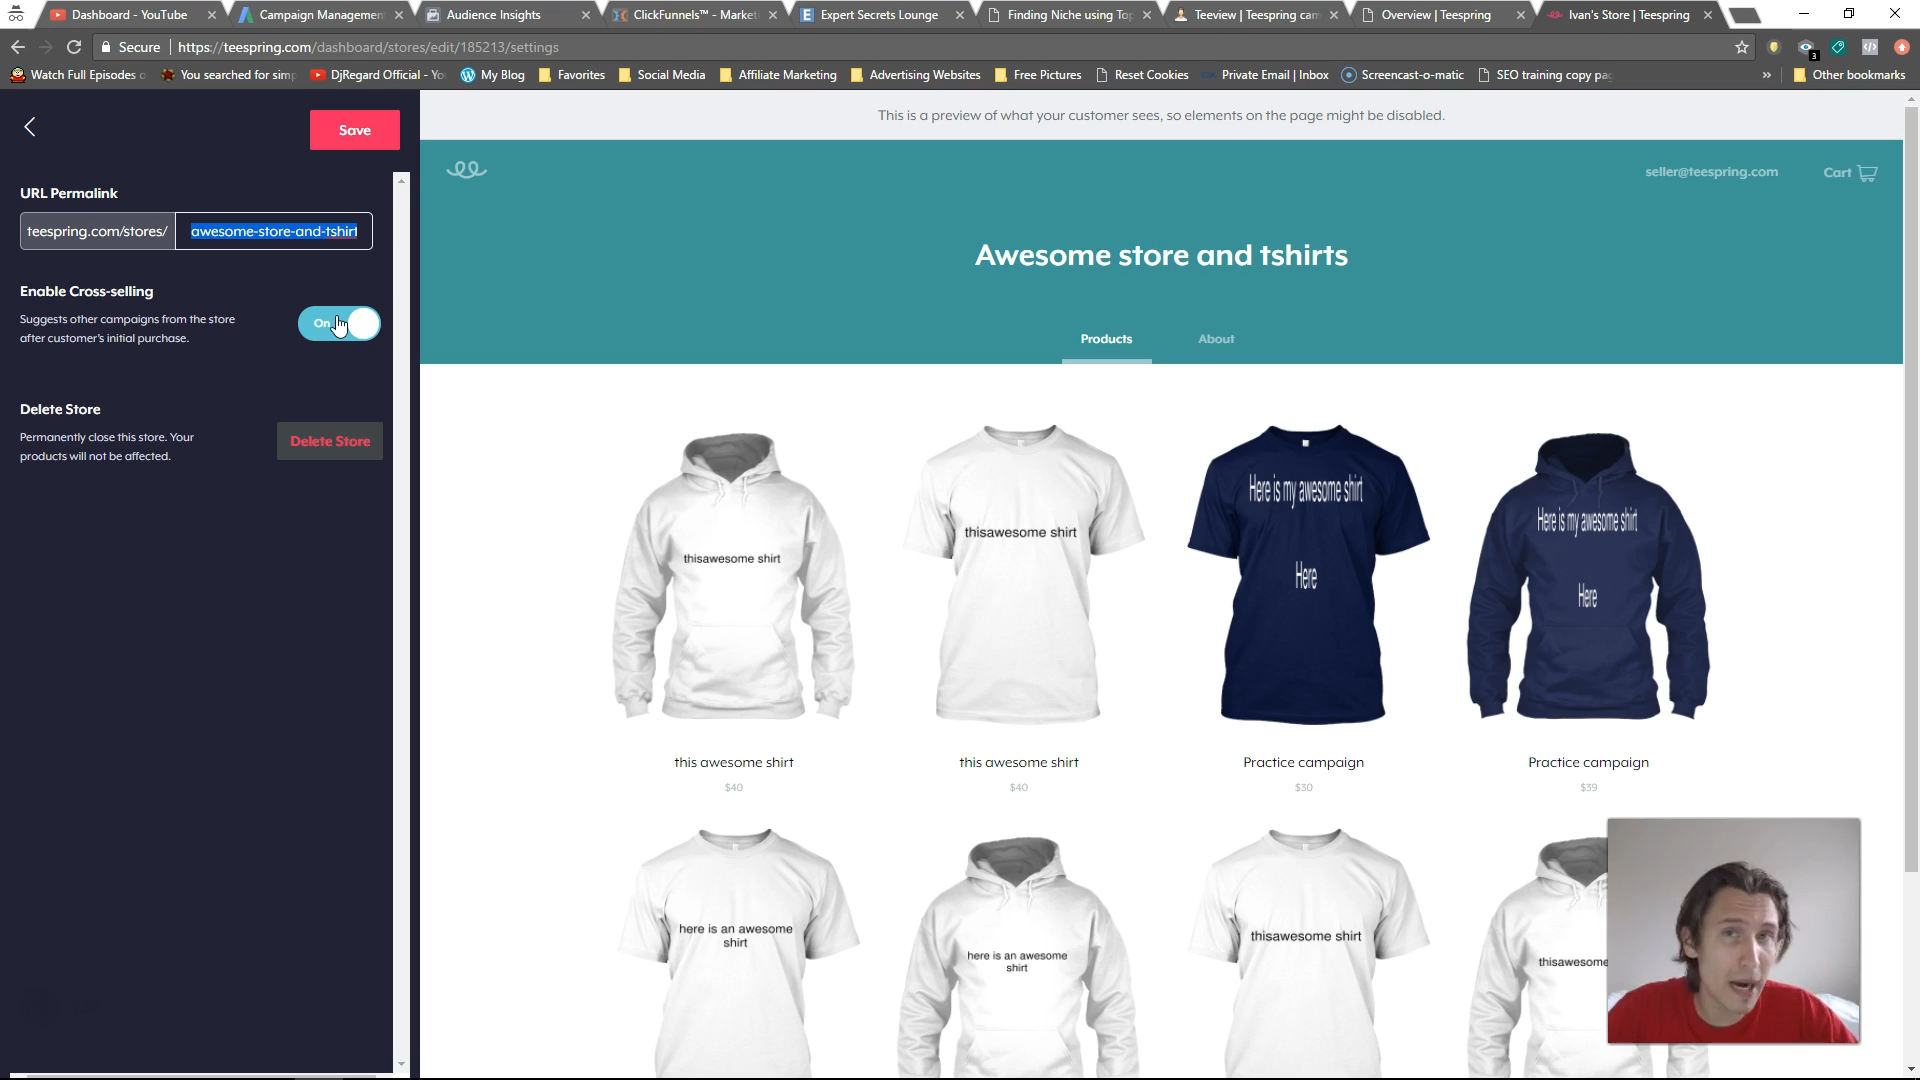 Dashboard - YouTube
Campaign Management
Audience Insights
ClickFunnels™ - Market
Expert Secrets Lounge
Finding Niche using Top
Teeview | Teespring cam
Overview | Teespring
Ivan's Store | Teespring
Secure
https://teespring.com/dashboard/stores/edit/185213/settings
3
Watch Full Episodes o
You searched for simp
DjRegard Official - Yo
My Blog
Favorites
Social Media
Affiliate Marketing
Advertising Websites
Free Pictures
Reset Cookies
Private Email | Inbox
Screencast-o-matic
SEO training copy pag
»
Other bookmarks
Save
This is a preview of what your customer sees, so elements on the page might be disabled.
seller@teespring.com
Cart
URL Permalink
teespring.com/stores/
awesome-store-and-tshirt
Awesome store and tshirts
Enable Cross-selling
Suggests other campaigns from the store
after customer's initial purchase.
On
Products
About
Delete Store
Permanently close this store. Your
products will not be affected.
Delete Store
thisawesome shirt
thisawesome shirt
Here is my awesome shirt
Here
Here is my awesome shirt
Here
this awesome shirt
$40
this awesome shirt
$40
Practice campaign
$30
Practice campaign
$39
here is an awesome
shirt
here is an awesome
shirt
thisawesome shirt
thisawesome